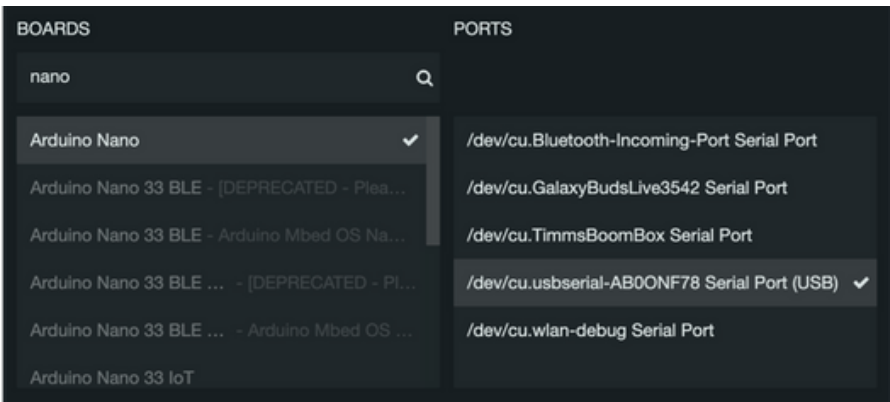 BOARDS
nano
Arduino Nano
Arduino Nano 33 BLE - [DEPRECATED - Plea...
Arduino Nano 33 BLE - Arduino Mbed OS Na...
Arduino Nano 33 BLE ... - [DEPRECATED - Pl...
Arduino Nano 33 BLE ... - Arduino Mbed OS ...
Arduino Nano 33 IoT
PORTS
/dev/cu.Bluetooth-Incoming-Port Serial Port
/dev/cu.GalaxyBudsLive3542 Serial Port
/dev/cu.TimmsBoomBox Serial Port
/dev/cu.usbserial-AB0ONF78 Serial Port (USB)
/dev/cu.wlan-debug Serial Port